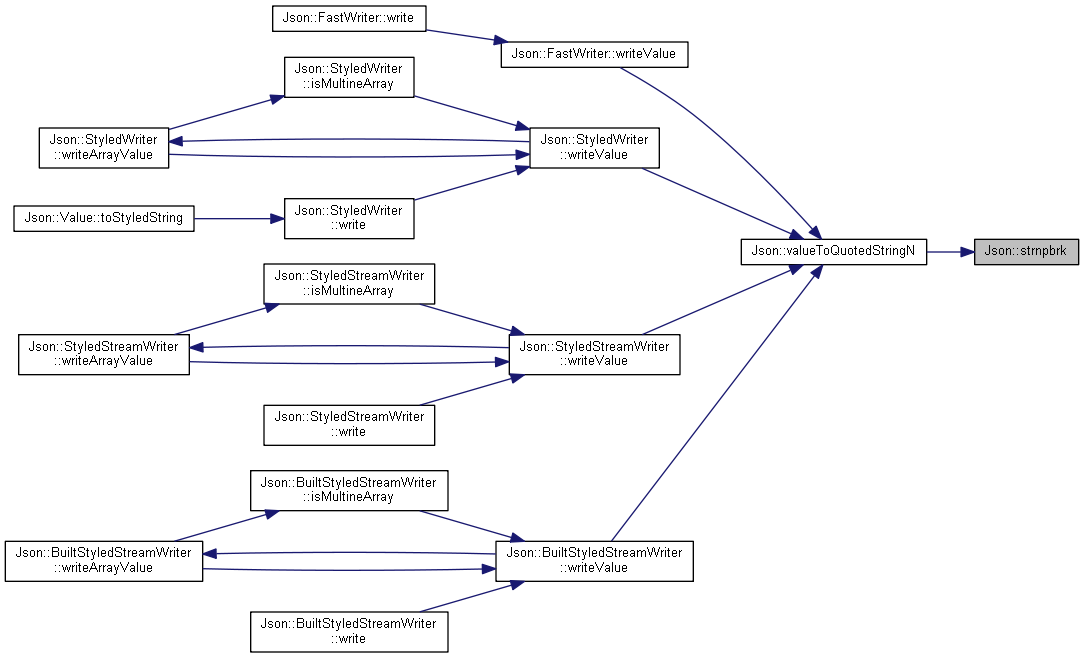 Json::FastWriter::write
Json::FastWriter::writeValue
Json::StyledWriter
::isMultineArray
Json::StyledWriter
::writeArrayValue
Json::StyledWriter
::writeValue
Json::Value::toStyledString
Json::StyledWriter
::write
Json::valueToQuotedStringN
Json::strnpbrk
Json::StyledStreamWriter
::isMultineArray
Json::StyledStreamWriter
::writeArrayValue
Json::StyledStreamWriter
::writeValue
Json::StyledStreamWriter
::write
Json::BuiltStyledStreamWriter
::isMultineArray
Json::BuiltStyledStreamWriter
::writeArrayValue
Json::BuiltStyledStreamWriter
::writeValue
Json::BuiltStyledStreamWriter
::write